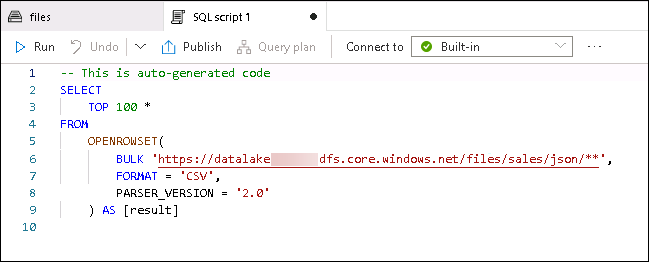 files
SQL script 1
Run Undo Publish Query plan Connect to Built-in
1 -- This is auto-generated code
2 SELECT
3 TOP 100 *
4 FROM
5 OPENROWSET(
6 BULK 'https://datalake dfs.core.windows.net/files/sales/json/**',
7 FORMAT = 'CSV',
8 PARSER_VERSION = '2.0'
9 ) AS [result]
10